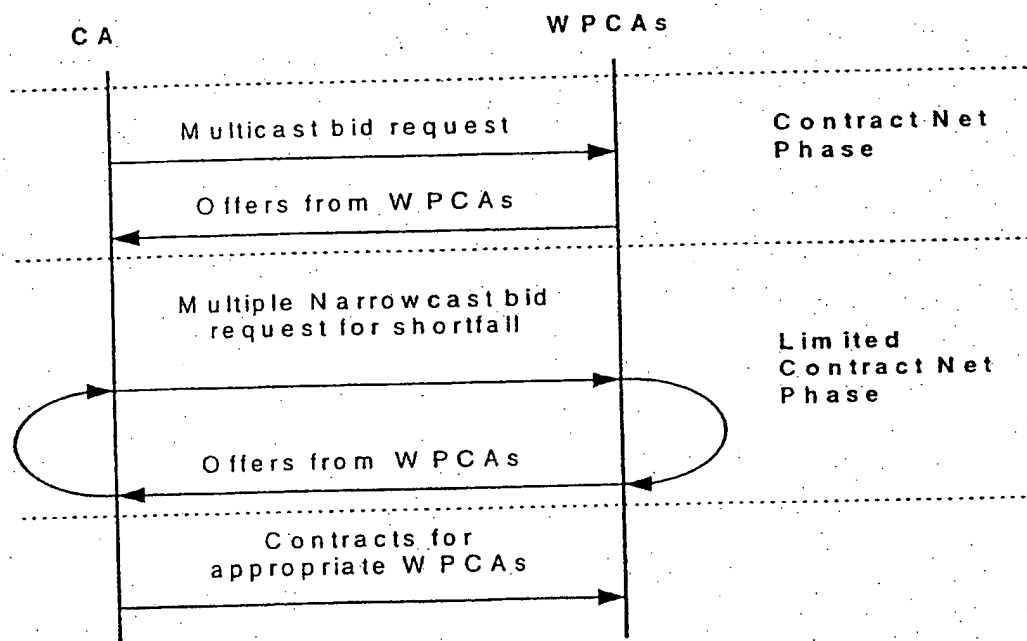 CA
WPCAs
Multicast bid request
Contract Net
Phase
Offers from WPCAs
Multiple Narrowcast bid
request for shortfall
Limited
Contract Net
Phase
Offers from WPCAs
Contracts for
appropriate WPCAs